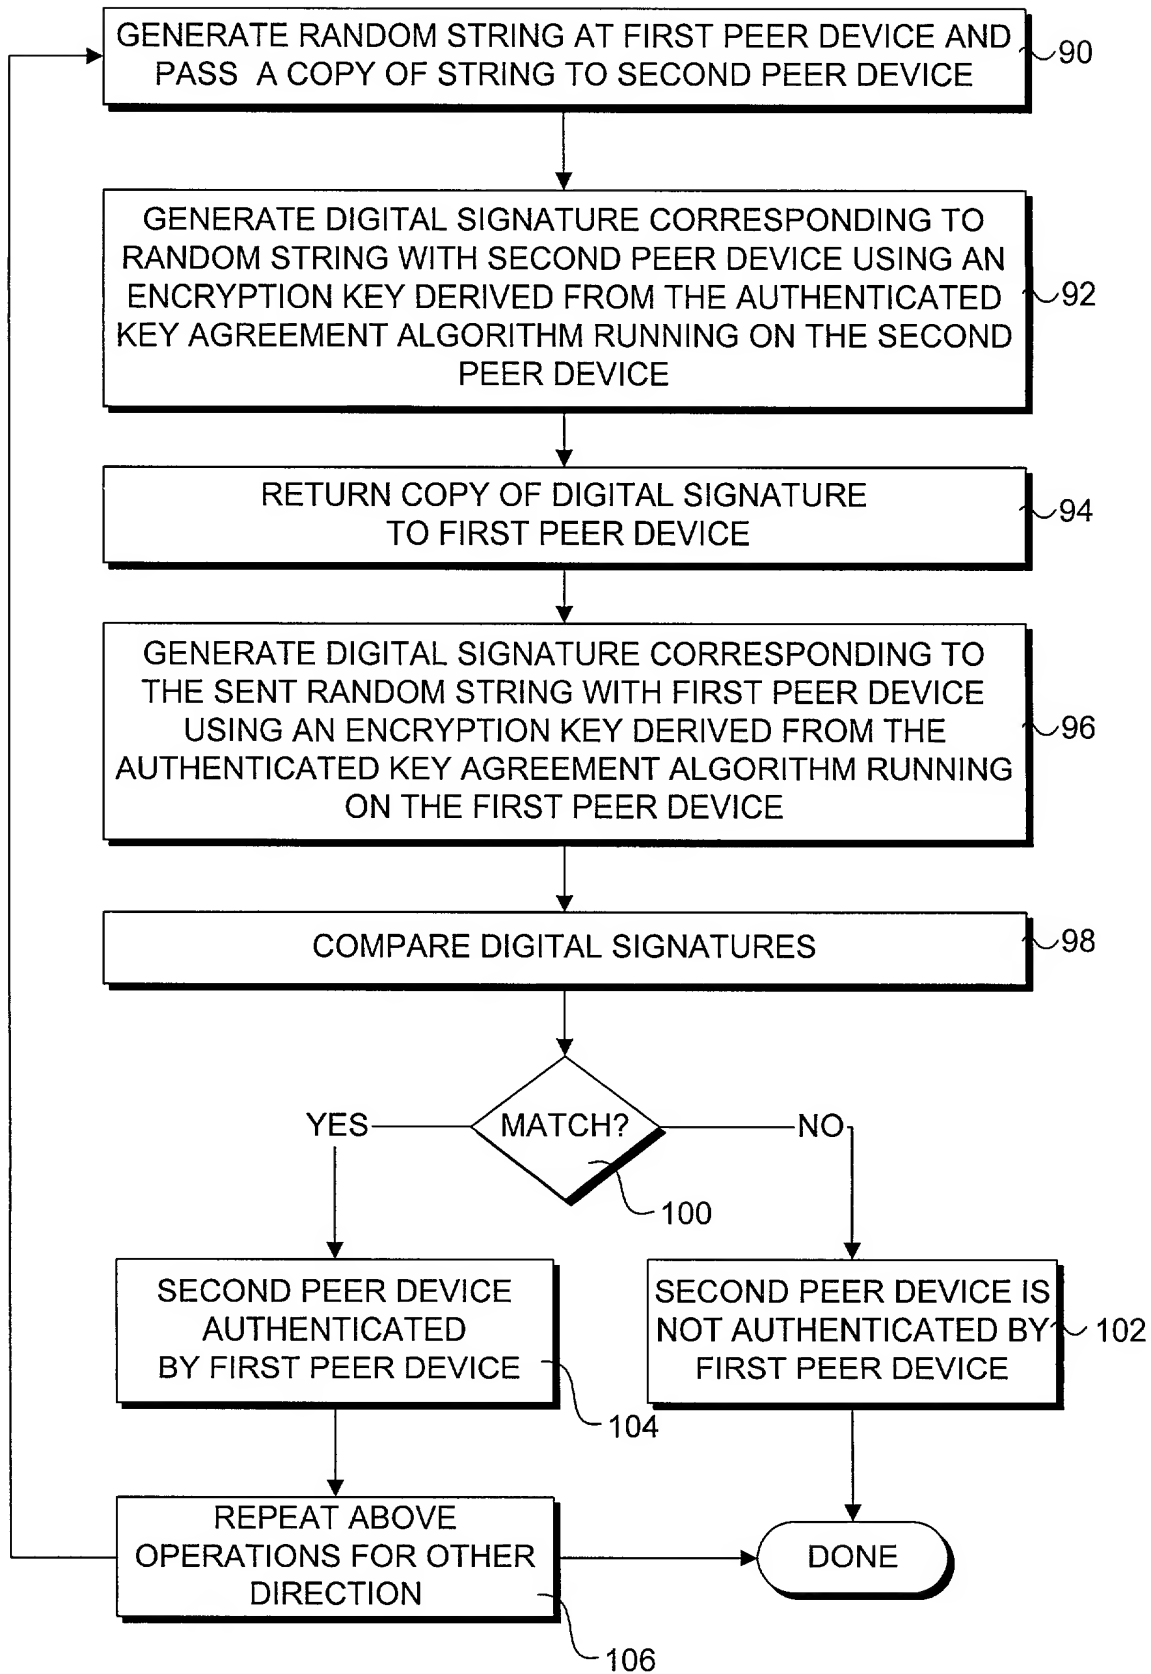 GENERATE RANDOM STRING AT FIRST PEER DEVICE AND
PASS A COPY OF STRING TO SECOND PEER DEVICE
90
GENERATE DIGITAL SIGNATURE CORRESPONDING TO
RANDOM STRING WITH SECOND PEER DEVICE USING AN
ENCRYPTION KEY DERIVED FROM THE AUTHENTICATED
KEY AGREEMENT ALGORITHM RUNNING ON THE SECOND
PEER DEVICE
92
RETURN COPY OF DIGITAL SIGNATURE
TO FIRST PEER DEVICE
94
GENERATE DIGITAL SIGNATURE CORRESPONDING TO
THE SENT RANDOM STRING WITH FIRST PEER DEVICE
USING AN ENCRYPTION KEY DERIVED FROM THE
AUTHENTICATED KEY AGREEMENT ALGORITHM RUNNING
ON THE FIRST PEER DEVICE
96
COMPARE DIGITAL SIGNATURES
98
YES
MATCH?
NO
100
SECOND PEER DEVICE
AUTHENTICATED
BY FIRST PEER DEVICE
104
SECOND PEER DEVICE IS
NOT AUTHENTICATED BY
FIRST PEER DEVICE
102
REPEAT ABOVE
OPERATIONS FOR OTHER
DIRECTION
106
DONE